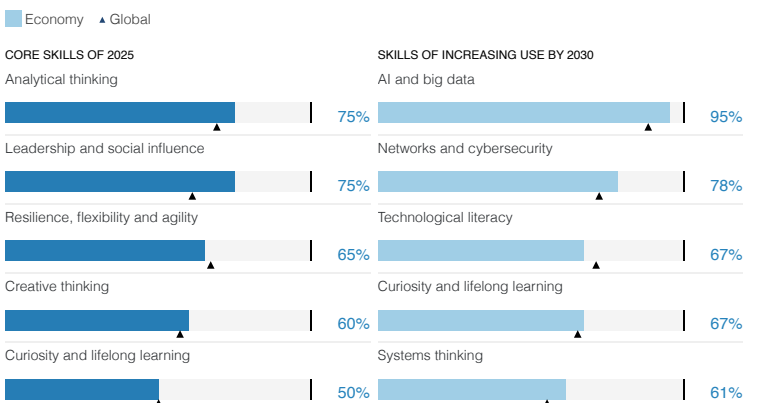 Economy Global
CORE SKILLS OF 2025
Analytical thinking
75%
Leadership and social influence
75%
Resilience, flexibility and agility
65%
Creative thinking
60%
Curiosity and lifelong learning
50%
SKILLS OF INCREASING USE BY 2030
AI and big data
95%
Networks and cybersecurity
78%
Technological literacy
67%
Curiosity and lifelong learning
67%
Systems thinking
61%